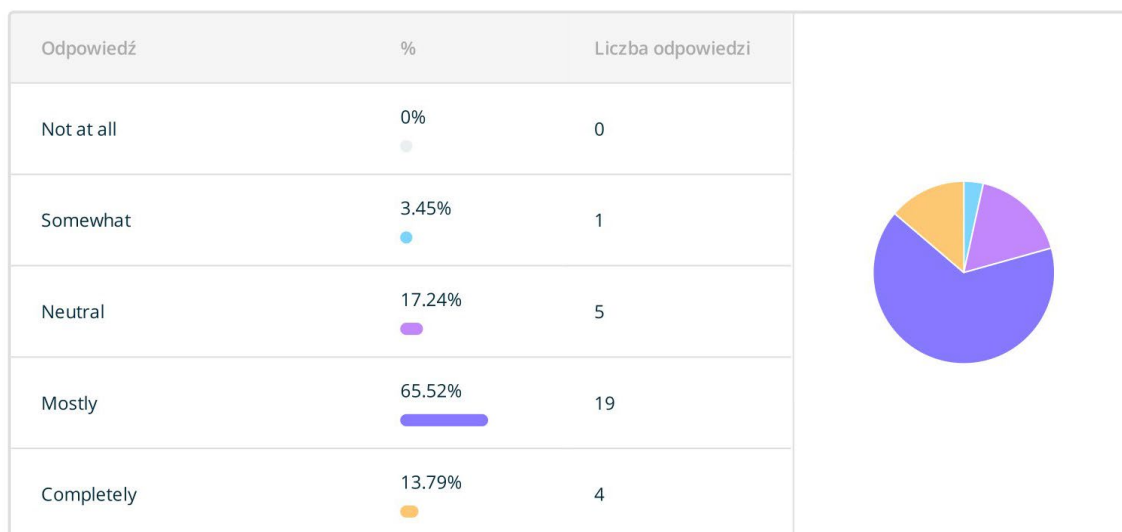 Odpowiedź % Liczba odpowiedzi
Not at all 0% 0
Somewhat 3.45% 1
Neutral 17.24% 5
Mostly 65.52% 19
Completely 13.79% 4